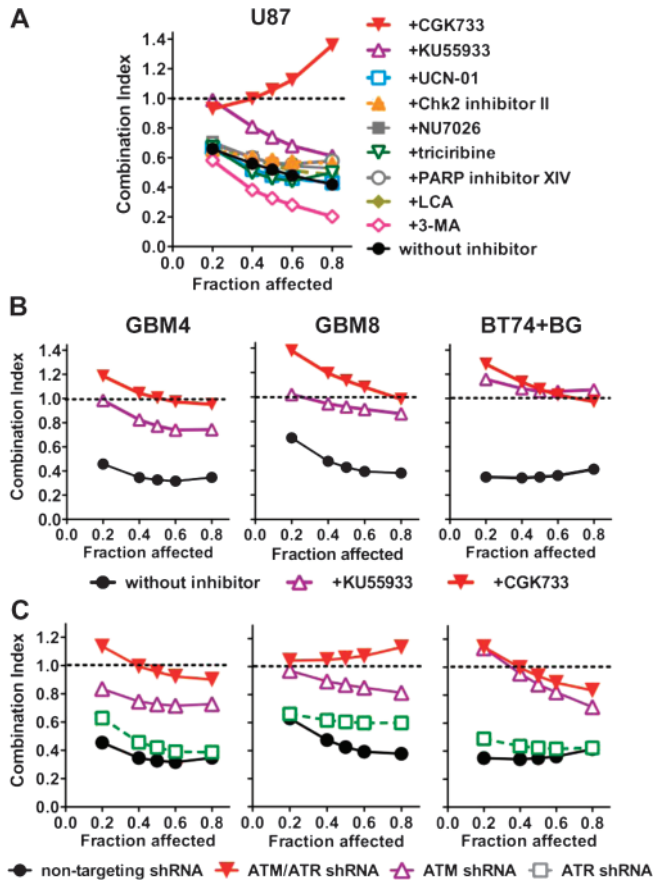 A
U87
Combination Index
1.4
1.2
1.0
0.8
0.6
0.4
0.2
0.0
0.0 0.2 0.4 0.6 0.8
Fraction affected
+CGK733
+KU55933
+UCN-01
+Chk2 inhibitor II
+NU7026
+triciribine
+PARP inhibitor XIV
+LCA
+3-MA
without inhibitor
B
GBM4 GBM8 BT74+BG
Combination Index
1.4
1.2
1.0
0.8
0.6
0.4
0.2
0.0
0.0 0.2 0.4 0.6 0.8
0.0 0.2 0.4 0.6 0.8
0.0 0.2 0.4 0.6 0.8
Fraction affected Fraction affected Fraction affected
without inhibitor +KU55933 +CGK733
C
Combination Index
1.2
1.0
0.8
0.6
0.4
0.2
0.0
0.0 0.2 0.4 0.6 0.8
0.0 0.2 0.4 0.6 0.8
0.0 0.2 0.4 0.6 0.8
Fraction affected Fraction affected Fraction affected
non-targeting shRNA ATM/ATR shRNA ATM shRNA ATR shRNA